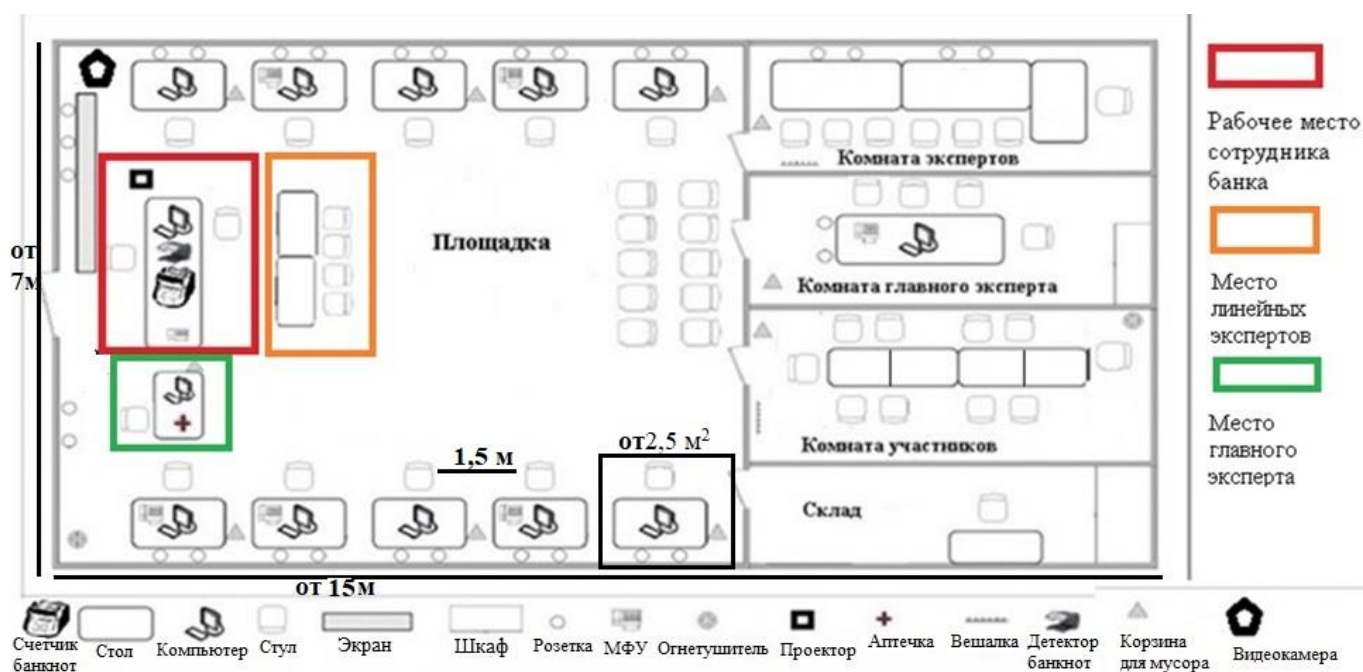 Комната экспертов
Площадка
от
7м
Комната главного эксперта
от2,5 м²
1,5 м
Комната участников
Склад
от 15м
Рабочее место
сотрудника
банка
Место
линейных
экспертов
Место
главного
эксперта
Счетчик
банкнот
Стол
Компьютер
Стул
Экран
Шкаф
Розетка
МФУ
Огнетушитель
Проектор
Аптечка
Вешалка
Детектор
банкнот
Корзина
для мусора
Видеокамера